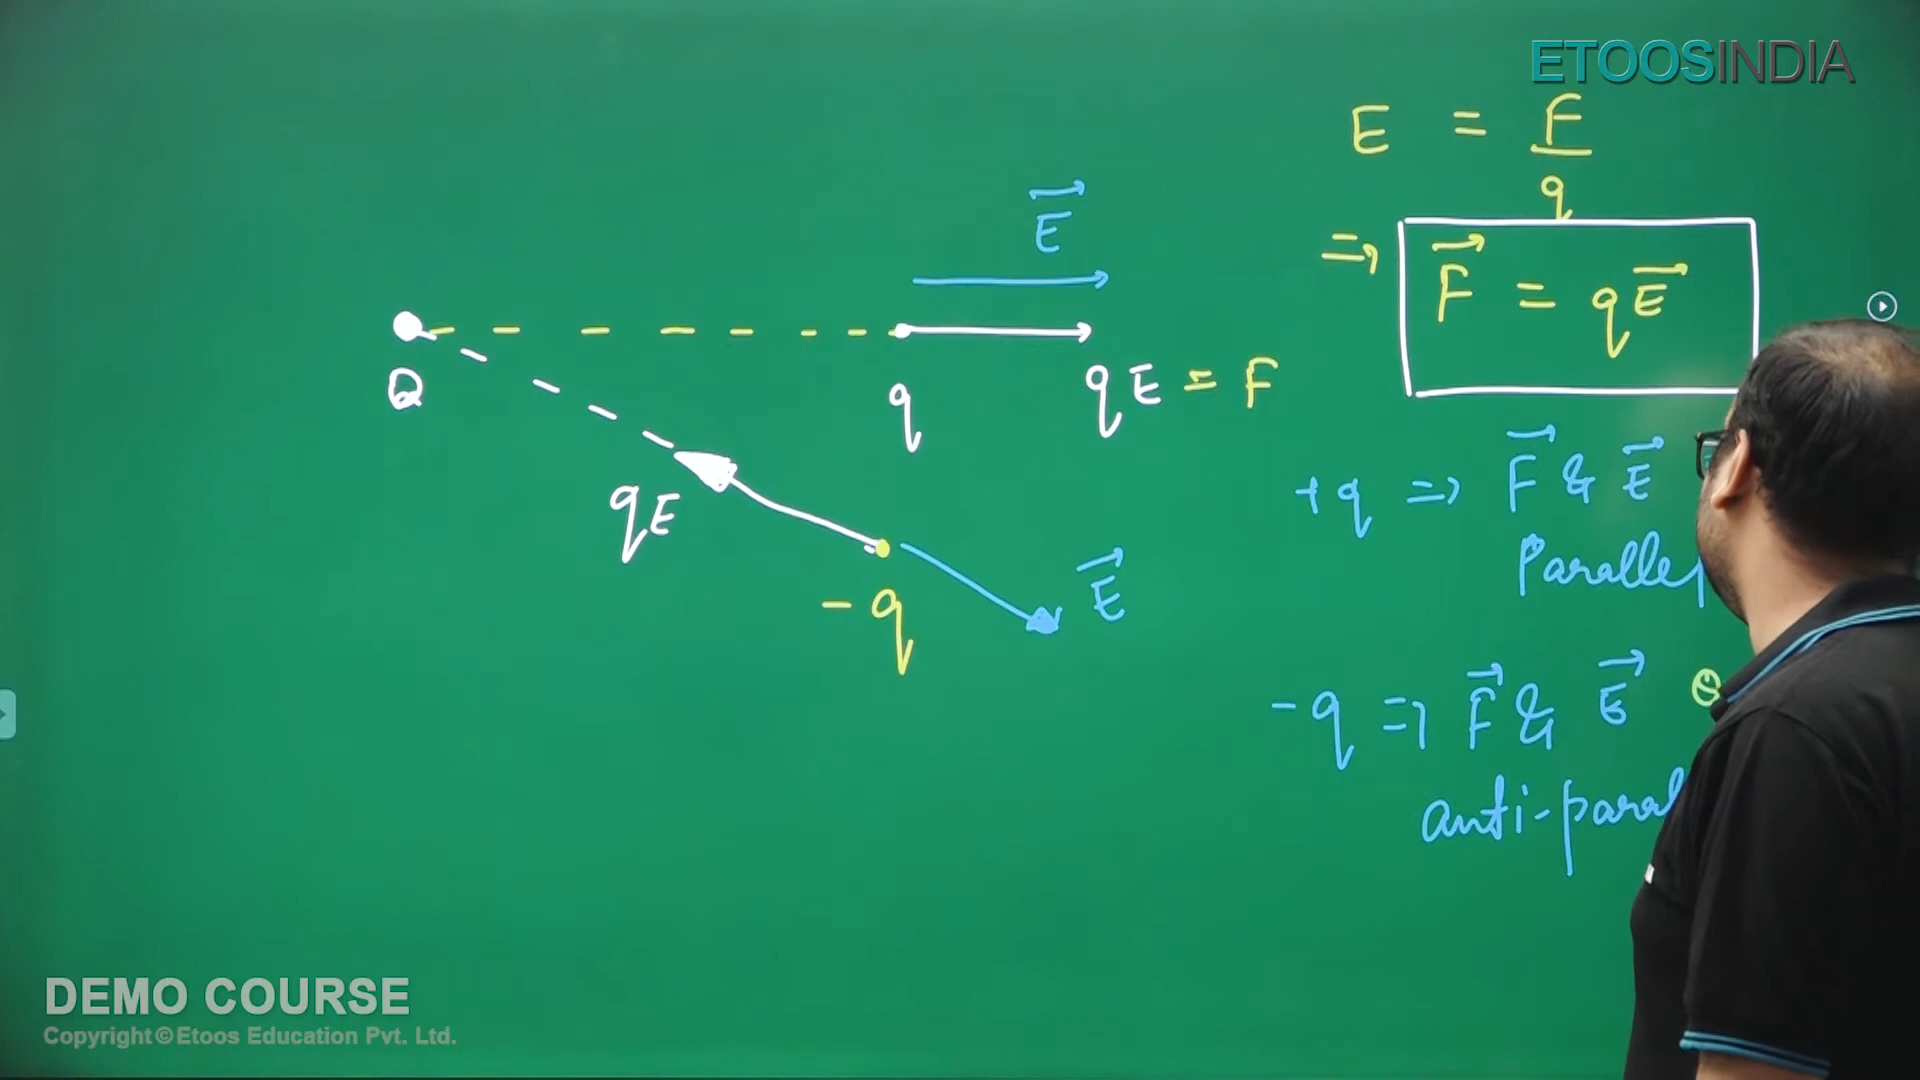 ETOOSINDIA
E = F/q
E⃗
⇒ F⃗ = qE⃗
Q
q
qE = F
+q ⇒ F⃗ & E⃗
Parallel
qE
-q
E⃗
-q ⇒ F⃗ & E⃗
anti-paral
DEMO COURSE
Copyright © Etoos Education Pvt. Ltd.